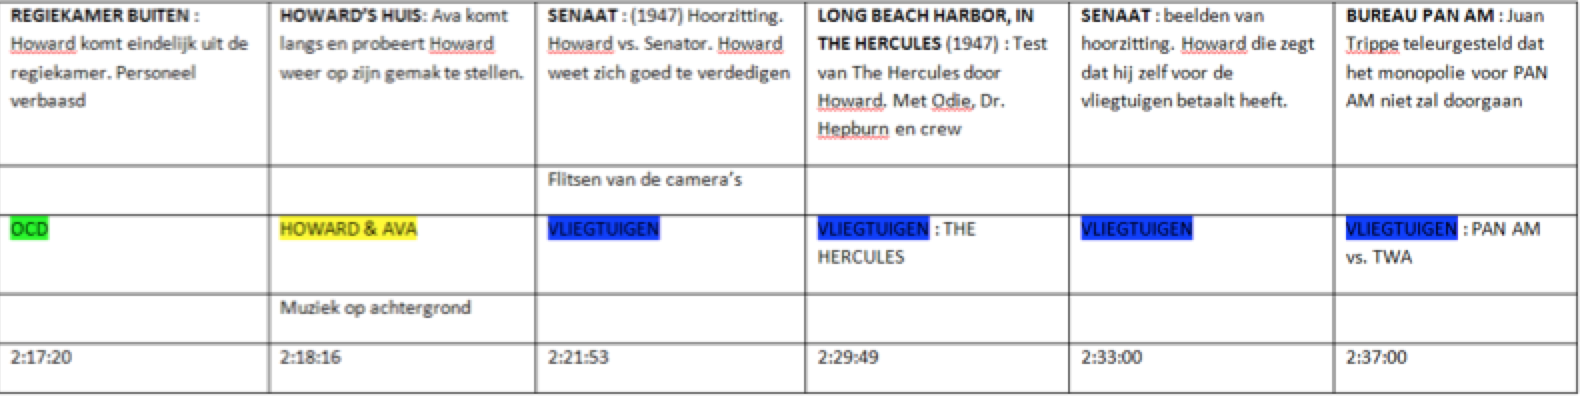 REGIEKAMER BUITEN :
Howard komt eindelijk uit de
regiekamer. Personeel
verbaasd
HOWARD'S HUIS: Ava komt
langs en probeert Howard
weer op zijn gemak te stellen.
SENAAT : (1947) Hoorzitting.
Howard vs. Senator. Howard
weet zich goed te verdedigen
LONG BEACH HARBOR, IN
THE HERCULES (1947) : Test
van The Hercules door
Howard. Met Odie, Dr.
Hepburn en crew
SENAAT : beelden van
hoorzitting. Howard die zegt
dat hij zelf voor de
vliegtuigen betaalt heeft.
BUREAU PAN AM : Juan
Trippe teleurgesteld dat
het monopolie voor PAN
AM niet zal doorgaan
Flitsen van de camera's
OCD
HOWARD & AVA
VLIEGTUIGEN
VLIEGTUIGEN : THE
HERCULES
VLIEGTUIGEN
VLIEGTUIGEN : PAN AM
vs. TWA
Muziek op achtergrond
2:17:20
2:18:16
2:21:53
2:29:49
2:33:00
2:37:00